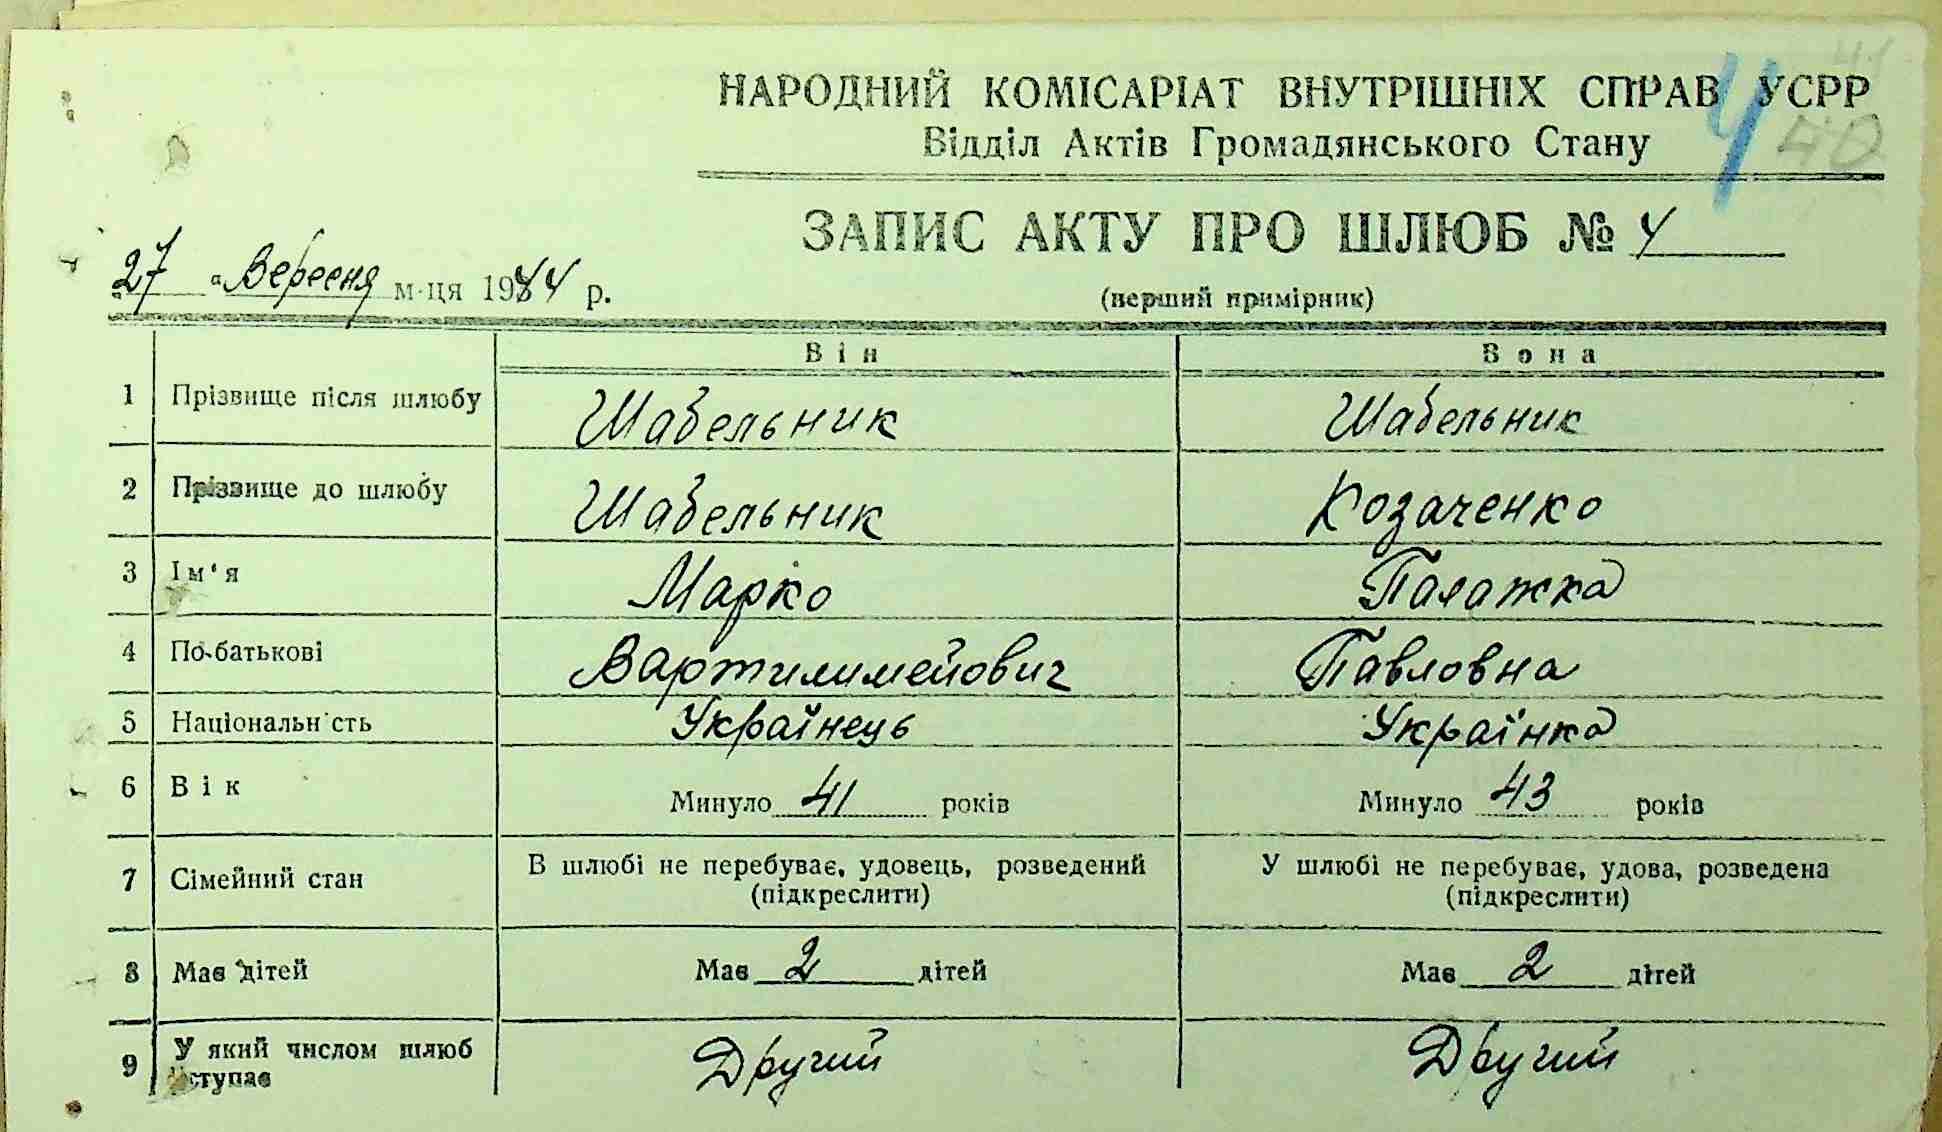 41
НАРОДНИЙ КОМІСАРІАТ ВНУТРІШНІХ СПРАВ УСРР
Відділ Актів Громадянського Стану
4 40
ЗАПИС АКТУ ПРО ШЛЮБ № 4
„27“ Вересня м-ця 1944 р.
(перший примірник)
Він Вона
1 Прізвище після шлюбу Шабельник Шабельник
2 Прізвище до шлюбу Шабельник Козаченко
3 Ім'я Марко Палажка
4 По-батькові Вартилимейович Павловна
5 Національність Українець Українка
6 Вік Минуло 41 років Минуло 43 років
7 Сімейний стан В шлюбі не перебуває, удовець, розведений У шлюбі не перебуває, удова, розведена
(підкреслити) (підкреслити)
8 Має дітей Має 2 дітей Має 2 дітей
9 У який числом шлюб Другий Другий
вступає